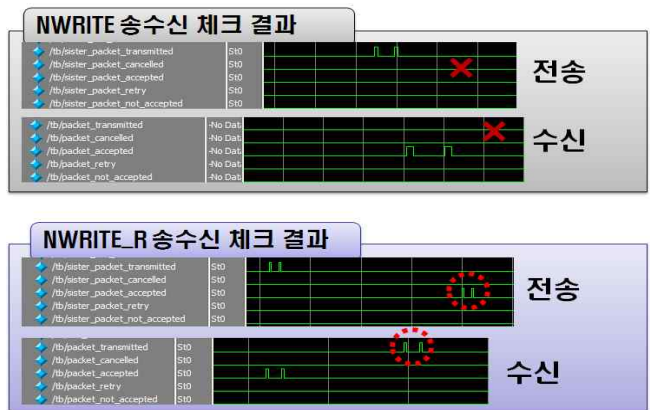 NWRITE 송수신 체크 결과
/tb/sister_packet_transmitted St0
/tb/sister_packet_cancelled St0
/tb/sister_packet_accepted St0
/tb/sister_packet_retry St0
/tb/sister_packet_not_accepted St0
전송
/tb/packet_transmitted -No Dat
/tb/packet_cancelled -No Dat
/tb/packet_accepted -No Dat
/tb/packet_retry -No Dat
/tb/packet_not_accepted -No Dat
수신
NWRITE_R 송수신 체크 결과
/tb/sister_packet_transmitted St0
/tb/sister_packet_cancelled St0
/tb/sister_packet_accepted St0
/tb/sister_packet_retry St0
/tb/sister_packet_not_accepted St0
전송
/tb/packet_transmitted St0
/tb/packet_cancelled St0
/tb/packet_accepted St0
/tb/packet_retry St0
/tb/packet_not_accepted St0
수신